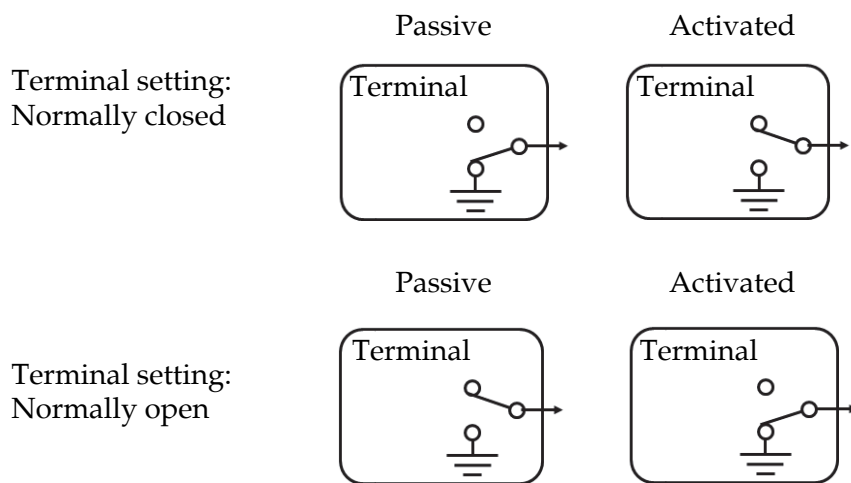 Passive Activated
Terminal setting:
Normally closed
Terminal Terminal
Passive Activated
Terminal setting:
Normally open
Terminal Terminal